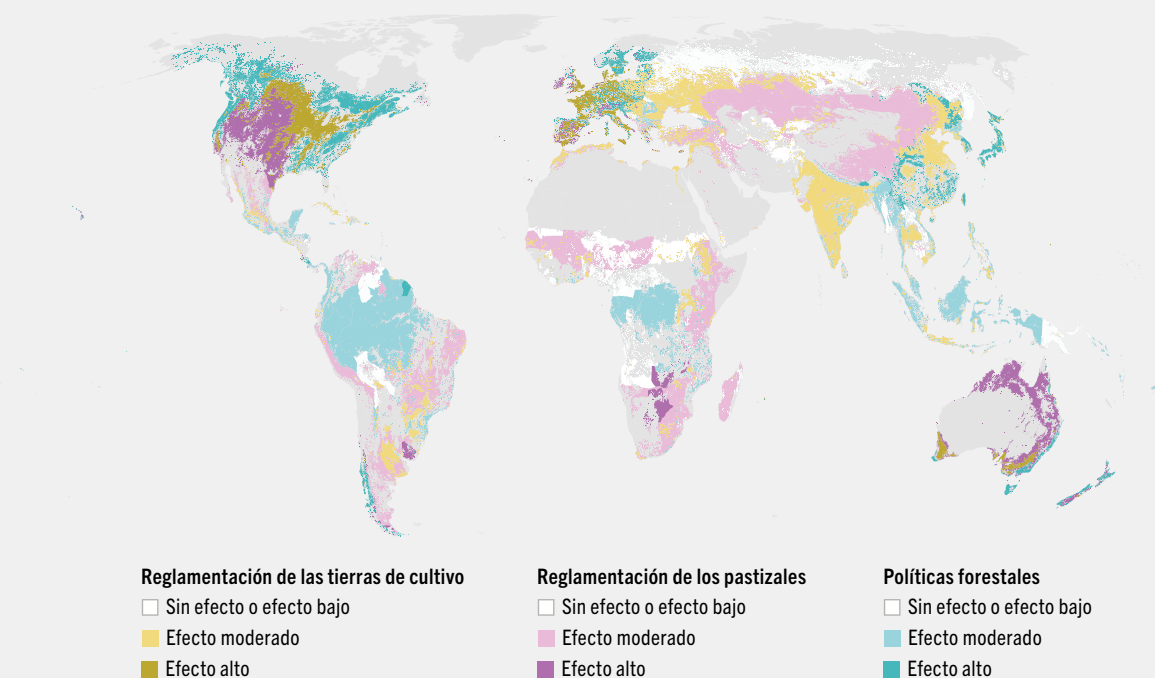 Reglamentación de las tierras de cultivo
Sin efecto o efecto bajo
Efecto moderado
Efecto alto
Reglamentación de los pastizales
Sin efecto o efecto bajo
Efecto moderado
Efecto alto
Políticas forestales
Sin efecto o efecto bajo
Efecto moderado
Efecto alto